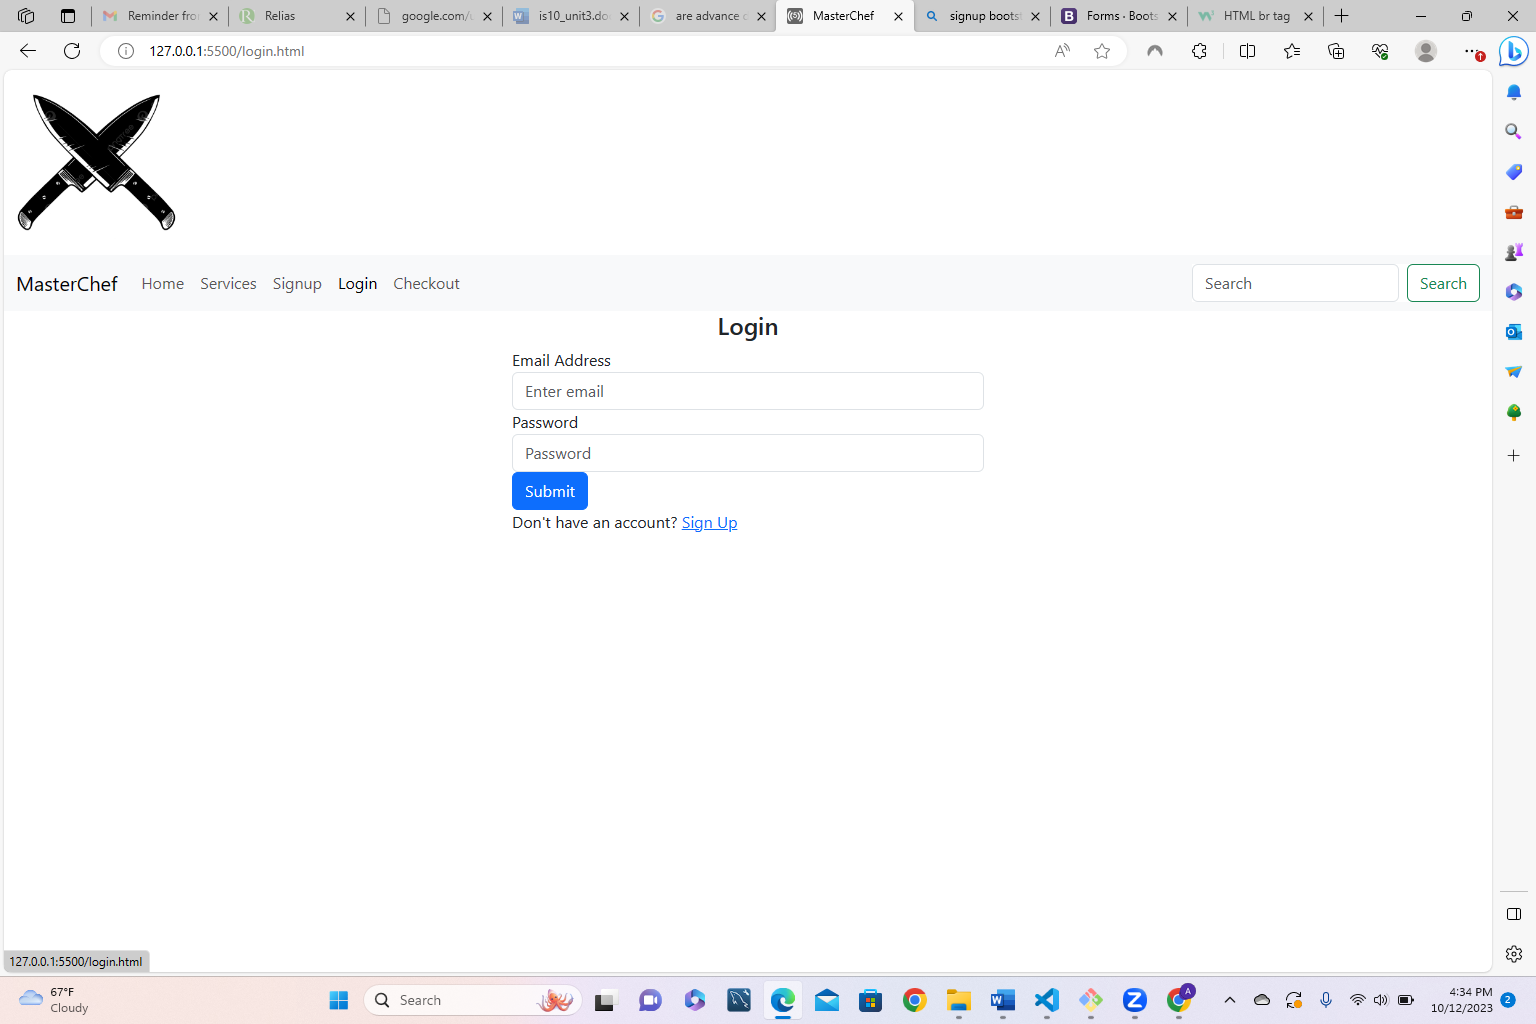 Reminder fro
Relias
google.com/u
is10_unit3.do
are advance c
MasterChef
signup boots
Forms · Boots
HTML br tag
127.0.0.1:5500/login.html
MasterChef
Home
Services
Signup
Login
Checkout
Search
Search
Login
Email Address
Enter email
Password
Password
Submit
Don't have an account? Sign Up
127.0.0.1:5500/login.html
67°F
Cloudy
Search
4:34 PM
10/12/2023
2